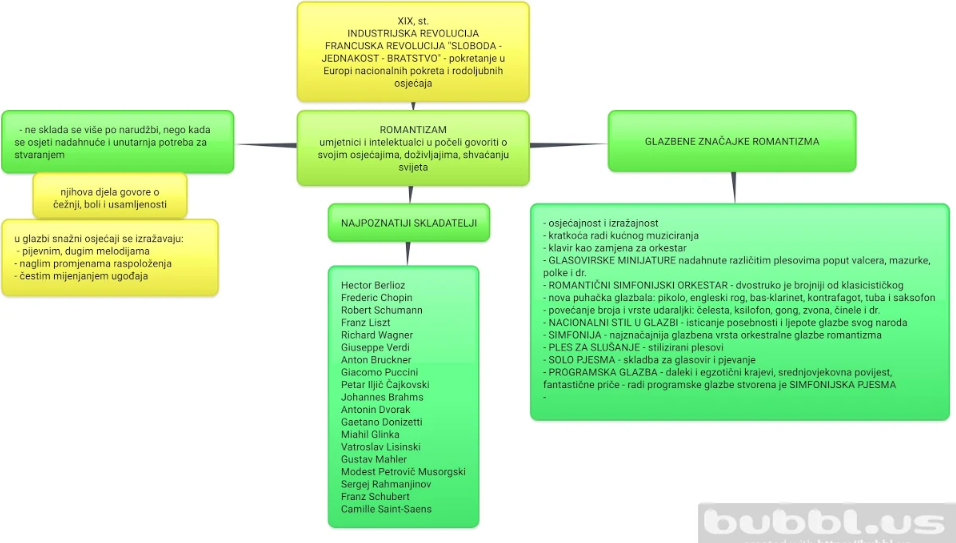 XIX, st.
INDUSTRIJSKA REVOLUCIJA
FRANCUSKA REVOLUCIJA "SLOBODA -
JEDNAKOST - BRATSTVO" - pokretanje u
Europi nacionalnih pokreta i rodoljubnih
osjećaja
- ne sklada se više po narudžbi, nego kada
se osjeti nadahnuće i unutarnja potreba za
stvaranjem
njihova djela govore o
čežnji, boli i usamljenosti
u glazbi snažni osjećaji se izražavaju:
- pijevnim, dugim melodijama
- naglim promjenama raspoloženja
- čestim mijenjanjem ugođaja
ROMANTIZAM
umjetnici i intelektualci u počeli govoriti o
svojim osjećajima, doživljajima, shvaćanju
svijeta
NAJPOZNATIJI SKLADATELJI
Hector Berlioz
Frederic Chopin
Robert Schumann
Franz Liszt
Richard Wagner
Giuseppe Verdi
Anton Bruckner
Giacomo Puccini
Petar Iljič Čajkovski
Johannes Brahms
Antonin Dvorak
Gaetano Donizetti
Miahil Glinka
Vatroslav Lisinski
Gustav Mahler
Modest Petrovič Musorgski
Sergej Rahmanjinov
Franz Schubert
Camille Saint-Saens
GLAZBENE ZNAČAJKE ROMANTIZMA
- osjećajnost i izražajnost
- kratkoća radi kućnog muziciranja
- klavir kao zamjena za orkestar
- GLASOVIRSKE MINIJATURE nadahnute različitim plesovima poput valcera, mazurke,
polke i dr.
- ROMANTIČNI SIMFONIJSKI ORKESTAR - dvostruko je brojniji od klasicističkog
- nova puhačka glazbala: pikolo, engleski rog, bas-klarinet, kontrafagot, tuba i saksofon
- povećanje broja i vrste udaraljki: čelesta, ksilofon, gong, zvona, činele i dr.
- NACIONALNI STIL U GLAZBI - isticanje posebnosti i ljepote glazbe svog naroda
- SIMFONIJA - najznačajnija glazbena vrsta orkestralne glazbe romantizma
- PLES ZA SLUŠANJE - stilizirani plesovi
- SOLO PJESMA - skladba za glasovir i pjevanje
- PROGRAMSKA GLAZBA - daleki i egzotični krajevi, srednjovjekovna povijest,
fantastične priče - radi programske glazbe stvorena je SIMFONIJSKA PJESMA
-
bubbl.us